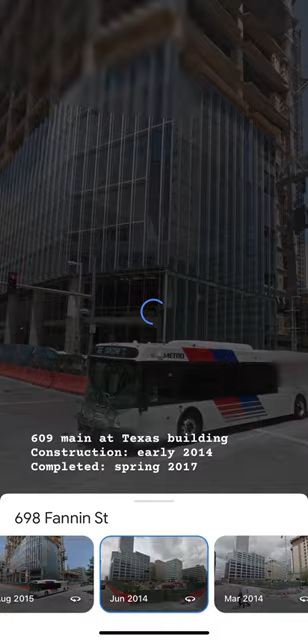 METRO
609 main at Texas building
Construction: early 2014
Completed: spring 2017
698 Fannin St
ug 2015
Jun 2014
Mar 2014